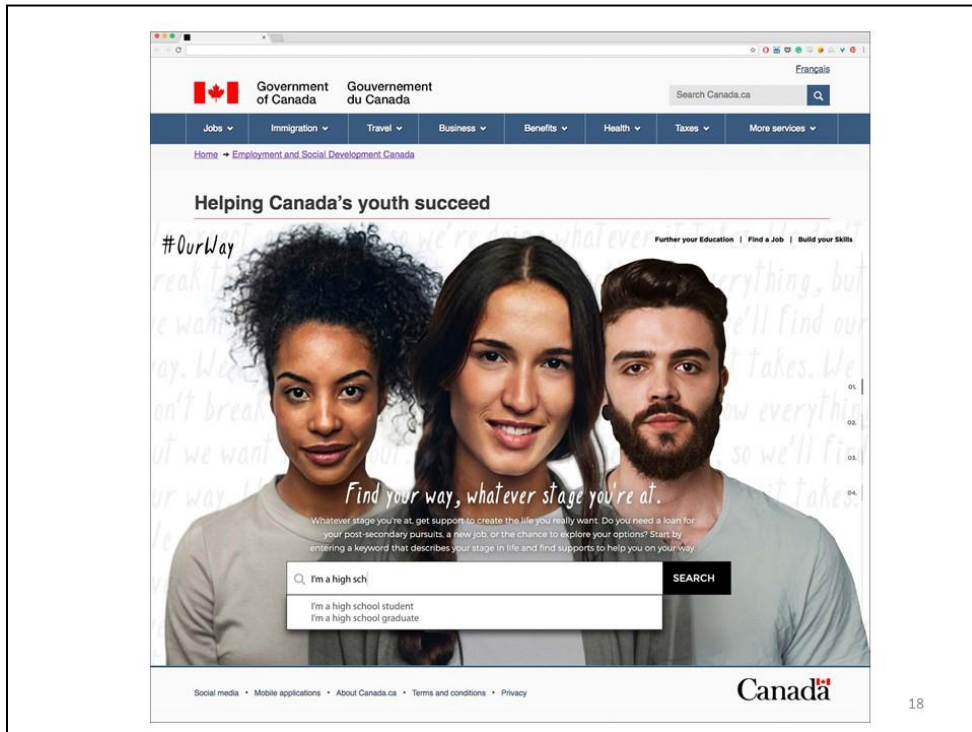 Français
Government
of Canada
Gouvernement
du Canada
Search Canada.ca
Jobs
Immigration
Travel
Business
Benefits
Health
Taxes
More services
Home → Employment and Social Development Canada
Helping Canada's youth succeed
#OurWay
Further your Education | Find a Job | Build your Skills
01.
02.
03.
04.
Find your way, whatever stage you're at.
Whatever stage you're at, get support to create the life you really want. Do you need a loan for
your post-secondary pursuits, a new job, or the chance to explore your options? Start by
entering a keyword that describes your stage in life and find supports to help you on your way
I'm a high sch
SEARCH
I'm a high school student
I'm a high school graduate
Social media • Mobile applications • About Canada.ca • Terms and conditions • Privacy
Canada
18